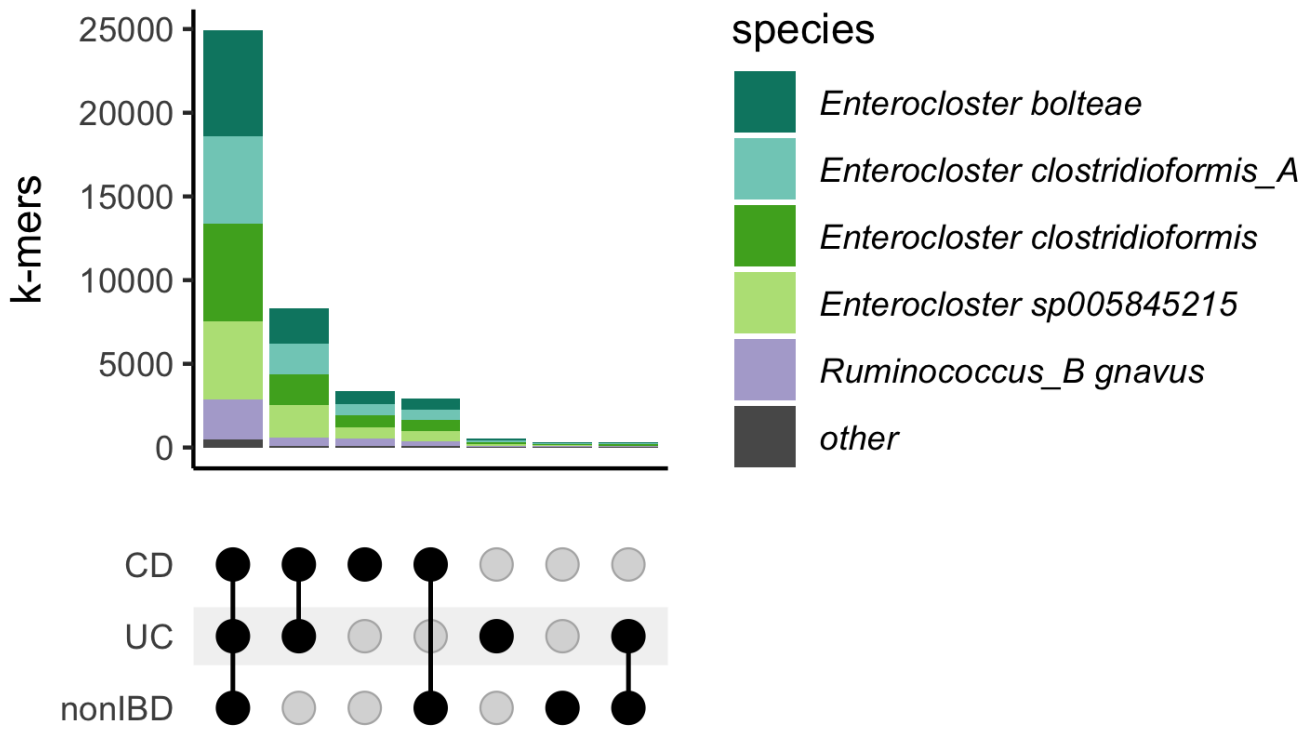 25000
20000
15000
10000
5000
0
k-mers
species
Enterocloster bolteae
Enterocloster clostridioformis_A
Enterocloster clostridioformis
Enterocloster sp005845215
Ruminococcus_B gnavus
other
CD
UC
nonIBD